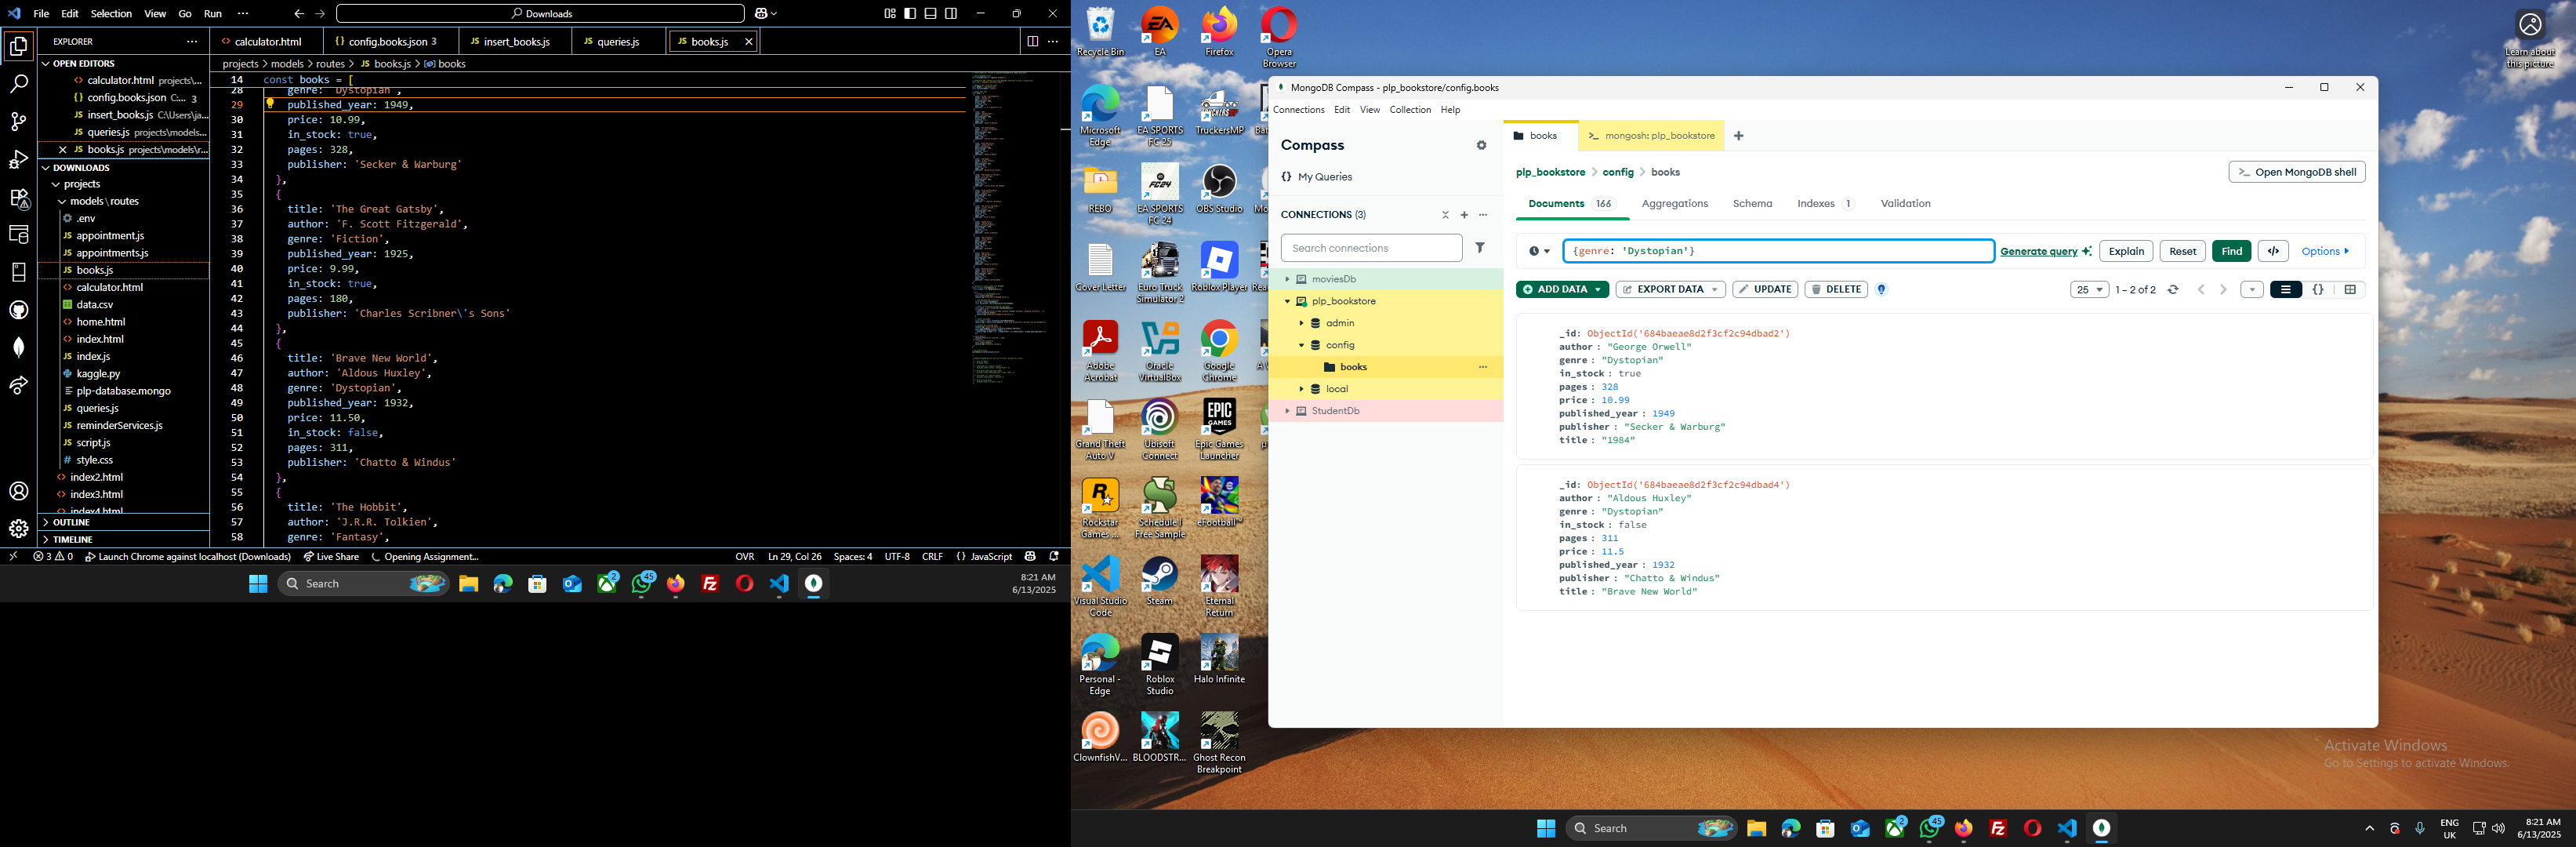 File Edit Selection View Go Run ··· Downloads
EXPLORER
OPEN EDITORS
calculator.html projects\...
config.books.json C:... 3
insert_books.js C:\Users\ja...
queries.js projects\models...
books.js projects\models\r...
DOWNLOADS
projects
models\routes
.env
appointment.js
appointments.js
books.js
calculator.html
data.csv
home.html
index.html
index.js
kaggle.py
plp-database.mongo
queries.js
reminderServices.js
script.js
style.css
index2.html
index3.html
index4.html
OUTLINE
TIMELINE
calculator.html config.books.json 3 insert_books.js queries.js books.js
projects > models > routes > books.js > books
14 const books = [
28 genre: 'Dystopian',
29 published_year: 1949,
30 price: 10.99,
31 in_stock: true,
32 pages: 328,
33 publisher: 'Secker & Warburg'
34 },
35 {
36 title: 'The Great Gatsby',
37 author: 'F. Scott Fitzgerald',
38 genre: 'Fiction',
39 published_year: 1925,
40 price: 9.99,
41 in_stock: true,
42 pages: 180,
43 publisher: 'Charles Scribner\'s Sons'
44 },
45 {
46 title: 'Brave New World',
47 author: 'Aldous Huxley',
48 genre: 'Dystopian',
49 published_year: 1932,
50 price: 11.50,
51 in_stock: false,
52 pages: 311,
53 publisher: 'Chatto & Windus'
54 },
55 {
56 title: 'The Hobbit',
57 author: 'J.R.R. Tolkien',
58 genre: 'Fantasy',
3 0 Launch Chrome against localhost (Downloads) Live Share Opening Assignment... OVR Ln 29, Col 26 Spaces: 4 UTF-8 CRLF {} JavaScript
Search 2 45
8:21 AM
6/13/2025
Recycle Bin EA Firefox Opera Browser
Microsoft Edge EA SPORTS FC 25 TruckersMP
REBO EA SPORTS FC 24 OBS Studio
Cover Letter Euro Truck Simulator 2 Roblox Player
Adobe Acrobat Oracle VirtualBox Google Chrome
Grand Theft Auto V Ubisoft Connect Epic Games Launcher
Rockstar Games ... Schedule I Free Sample eFootball™
Visual Studio Code Steam Eternal Return
Personal - Edge Roblox Studio Halo Infinite
ClownfishV... BLOODSTR... Ghost Recon Breakpoint
Learn about this picture
MongoDB Compass - plp_bookstore/config.books
Connections Edit View Collection Help
Compass
{} My Queries
CONNECTIONS (3)
Search connections
moviesDb
plp_bookstore
admin
config
books
local
StudentDb
books >_ mongosh: plp_bookstore
plp_bookstore > config > books >_ Open MongoDB shell
Documents 166 Aggregations Schema Indexes 1 Validation
{genre: 'Dystopian'} Generate query Explain Reset Find </> Options
ADD DATA EXPORT DATA UPDATE DELETE 25 1 – 2 of 2 {}
_id: ObjectId('684baeae8d2f3cf2c94dbad2')
author : "George Orwell"
genre : "Dystopian"
in_stock : true
pages : 328
price : 10.99
published_year : 1949
publisher : "Secker & Warburg"
title : "1984"
_id: ObjectId('684baeae8d2f3cf2c94dbad4')
author : "Aldous Huxley"
genre : "Dystopian"
in_stock : false
pages : 311
price : 11.5
published_year : 1932
publisher : "Chatto & Windus"
title : "Brave New World"
Activate Windows
Go to Settings to activate Windows.
Search 2 45
ENG
UK
8:21 AM
6/13/2025